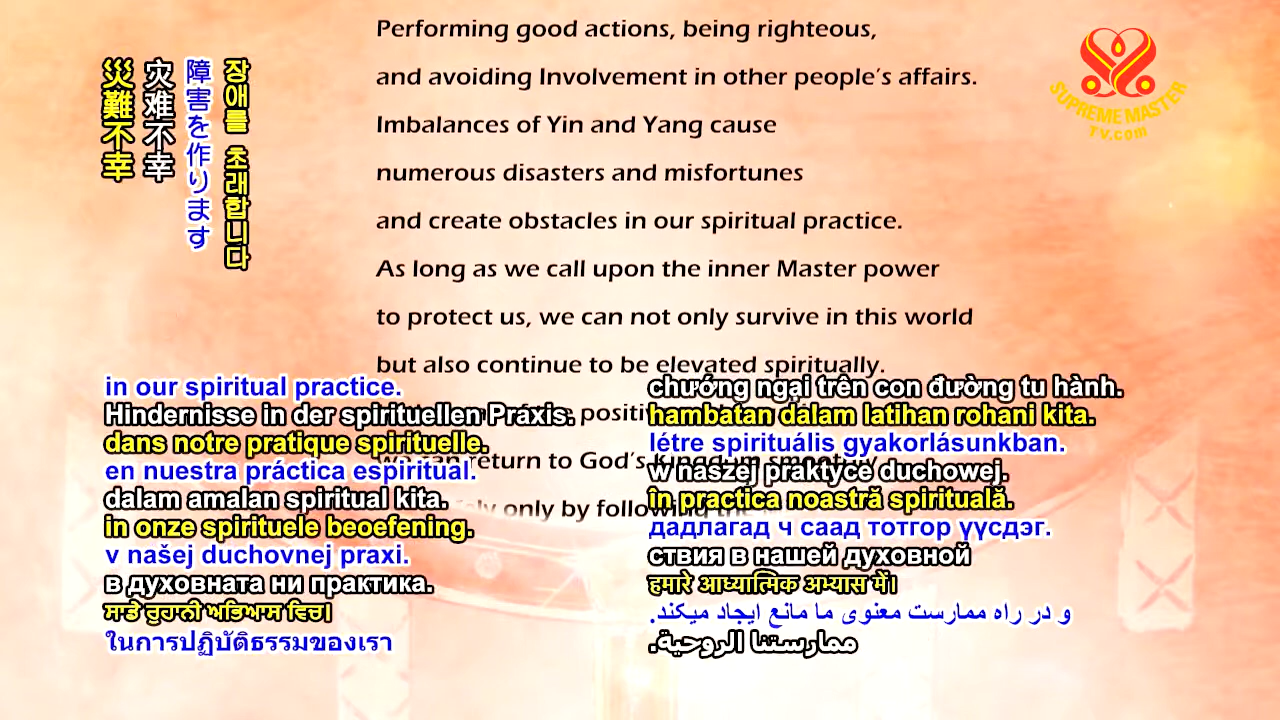 Performing good actions, being righteous,
and avoiding Involvement in other people's affairs.
Imbalances of Yin and Yang cause
numerous disasters and misfortunes
and create obstacles in our spiritual practice.
As long as we call upon the inner Master power
to protect us, we can not only survive in this world
but also continue to be elevated spiritually.
return to God's
only by following
SUPREME MASTER
TV.com
災難不幸
灾难不幸
障害を作ります
장애를 초래합니다
in our spiritual practice.
Hindernisse in der spirituellen Praxis.
dans notre pratique spirituelle.
en nuestra práctica espiritual.
dalam amalan spiritual kita.
in onze spirituele beoefening.
v našej duchovnej praxi.
в духовната ни практика.
ਸਾਡੇ ਰੂਹਾਨੀ ਅਭਿਆਸ ਵਿਚ।
ในการปฏิบัติธรรมของเรา
chướng ngại trên con đường tu hành.
hambatan dalam latihan rohani kita.
létre spirituális gyakorlásunkban.
w naszej praktyce duchowej.
în practica noastră spirituală.
дадлагад ч саад тотгор үүсдэг.
ствия в нашей духовной
हमारे आध्यात्मिक अभ्यास में।
و در راه ممارست معنوی ما مانع ایجاد میکند.
ممارستنا الروحية.